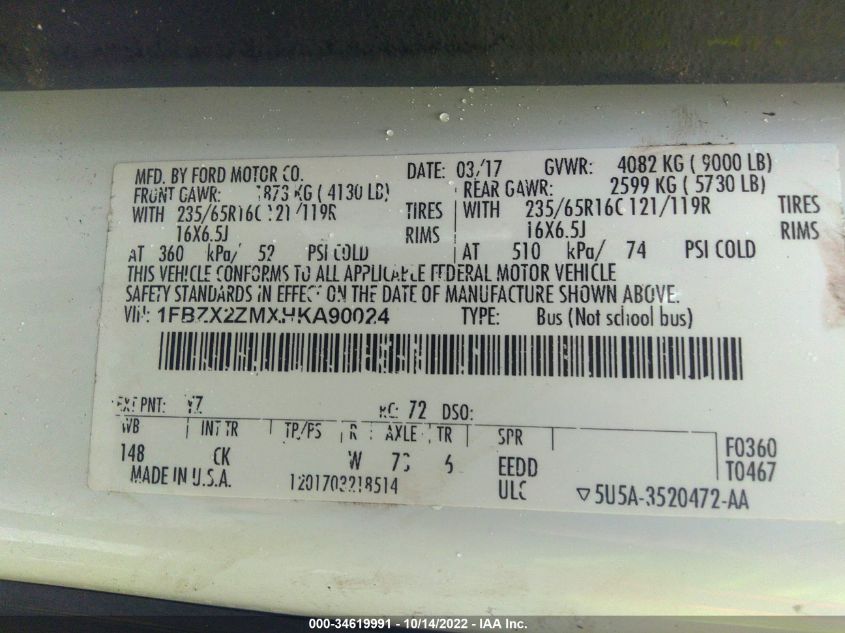 MFD. BY FORD MOTOR CO. DATE: 03/17 GVWR: 4082 KG ( 9000 LB)
FRONT GAWR: 1873 KG ( 4130 LB) REAR GAWR: 2599 KG ( 5730 LB)
WITH 235/65R16C 121/119R TIRES WITH 235/65R16C 121/119R TIRES
16X6.5J RIMS 16X6.5J RIMS
AT 360 kPa/ 52 PSI COLD AT 510 kPa/ 74 PSI COLD
THIS VEHICLE CONFORMS TO ALL APPLICABLE FEDERAL MOTOR VEHICLE
SAFETY STANDARDS IN EFFECT ON THE DATE OF MANUFACTURE SHOWN ABOVE.
VIN: 1FBZX2ZMXHKA90024 TYPE: Bus (Not school bus)
EXT PNT: YZ RC: 72 DSO:
WB INT TR TP/PS R AXLE TR SPR F0360
148 CK W 6 EEDD T0467
MADE IN U.S.A. ULC ▽5U5A-3520472-AA
000-34619991 - 10/14/2022 - IAA Inc.